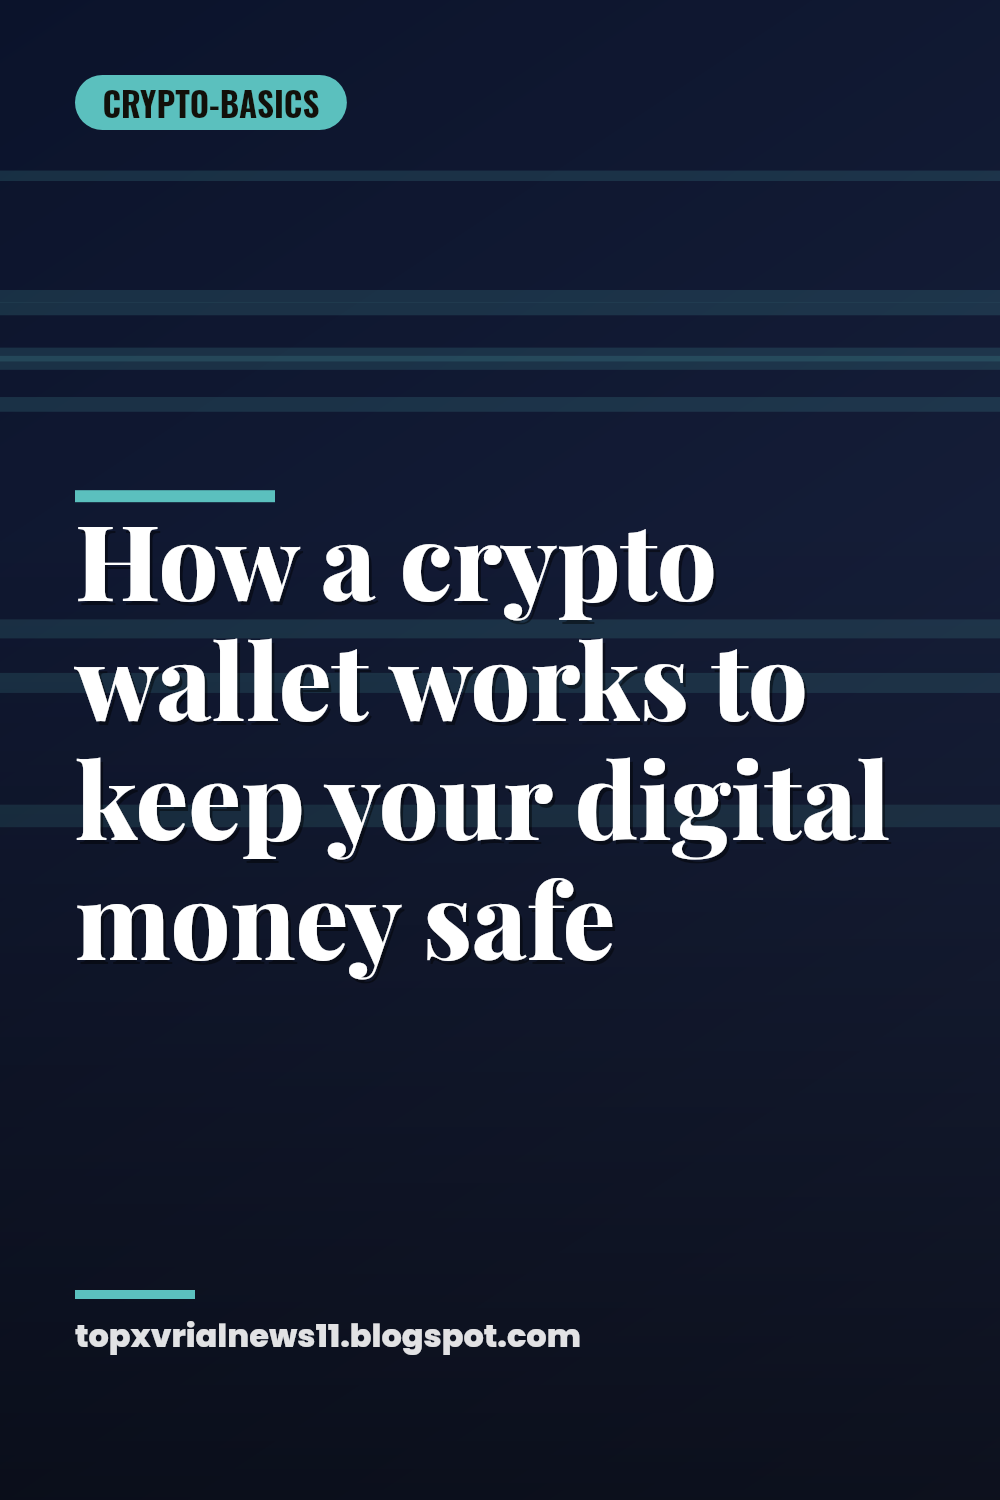 CRYPTO-BASICS
How a crypto
wallet works to
keep your digital
money safe
topxvrialnews11.blogspot.com